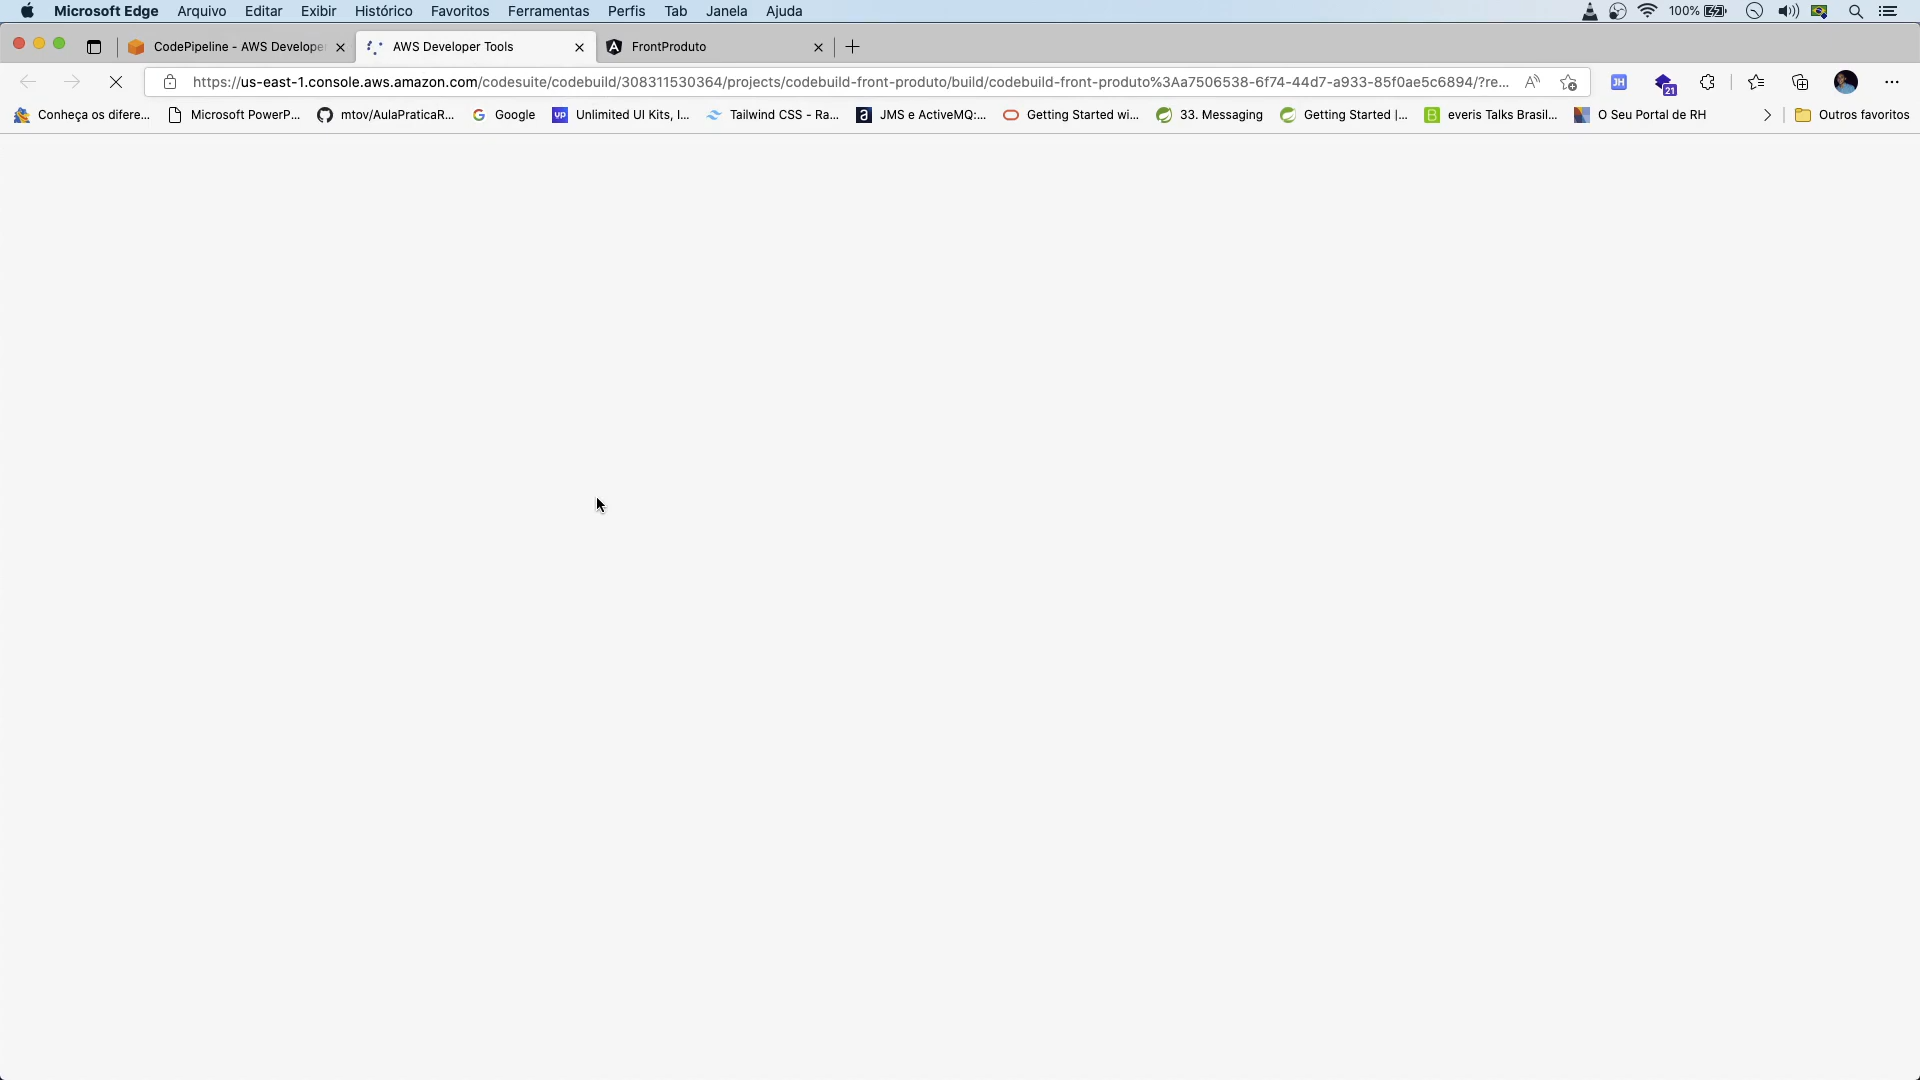 Microsoft Edge Arquivo Editar Exibir Histórico Favoritos Ferramentas Perfis Tab Janela Ajuda 100%
CodePipeline - AWS Develope AWS Developer Tools FrontProduto
https://us-east-1.console.aws.amazon.com/codesuite/codebuild/308311530364/projects/codebuild-front-produto/build/codebuild-front-produto%3Aa7506538-6f74-44d7-a933-85f0ae5c6894/?re... A JH 21
Conheça os difere... Microsoft PowerP... mtov/AulaPraticaR... Google Unlimited UI Kits, I... Tailwind CSS - Ra... JMS e ActiveMQ:... Getting Started wi... 33. Messaging Getting Started |... everis Talks Brasil... O Seu Portal de RH Outros favoritos